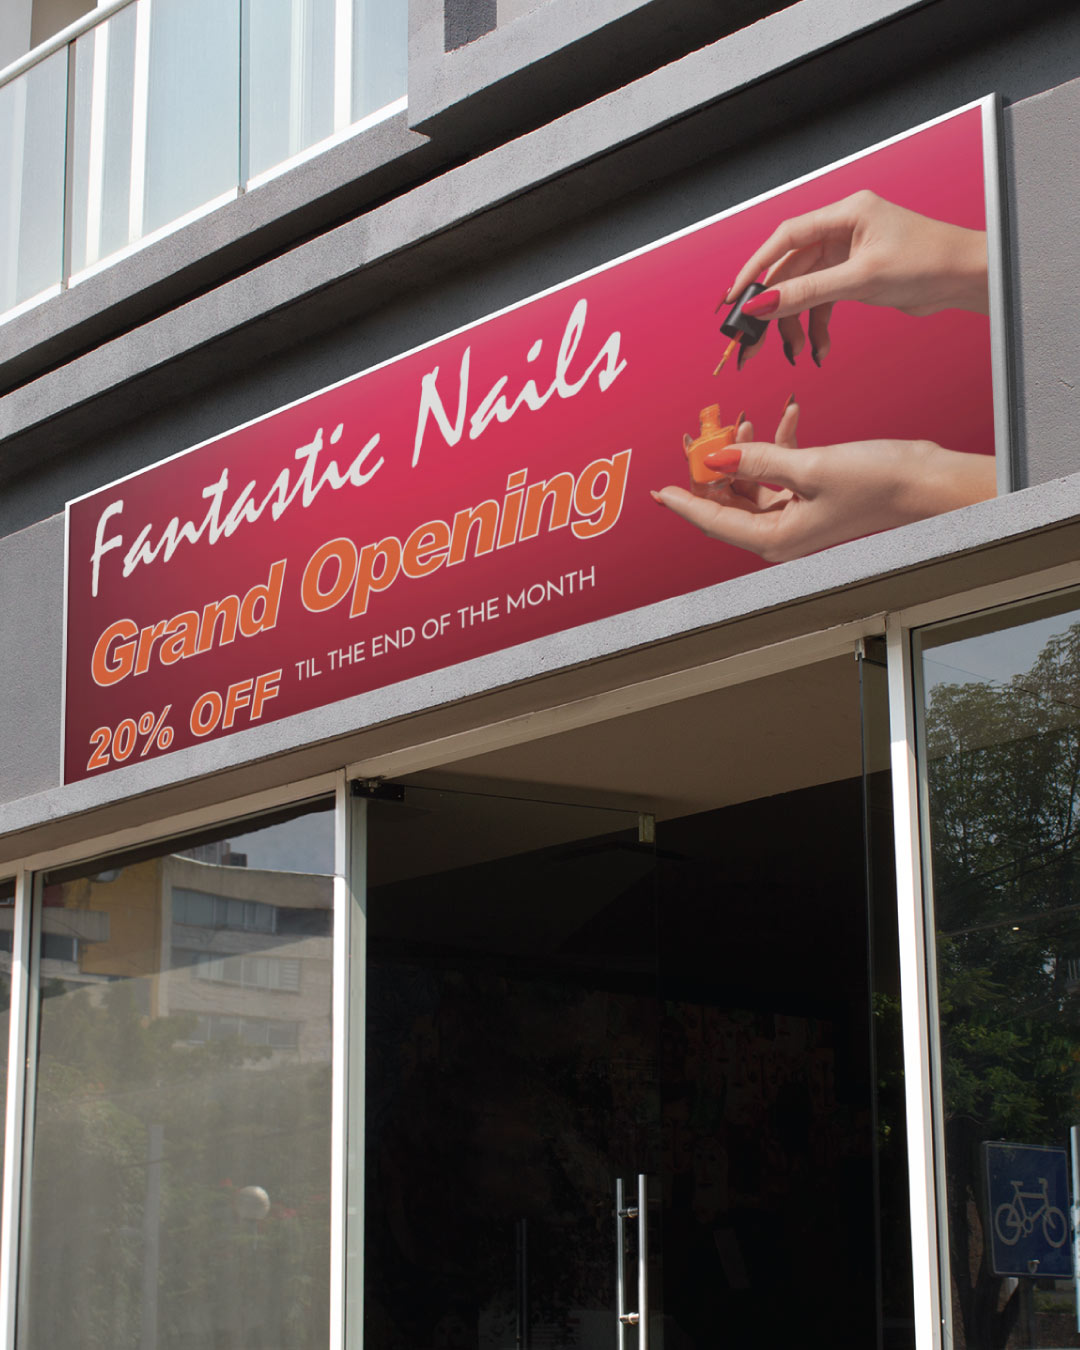 Fantastic Nails
Grand Opening
20% OFF TIL THE END OF THE MONTH